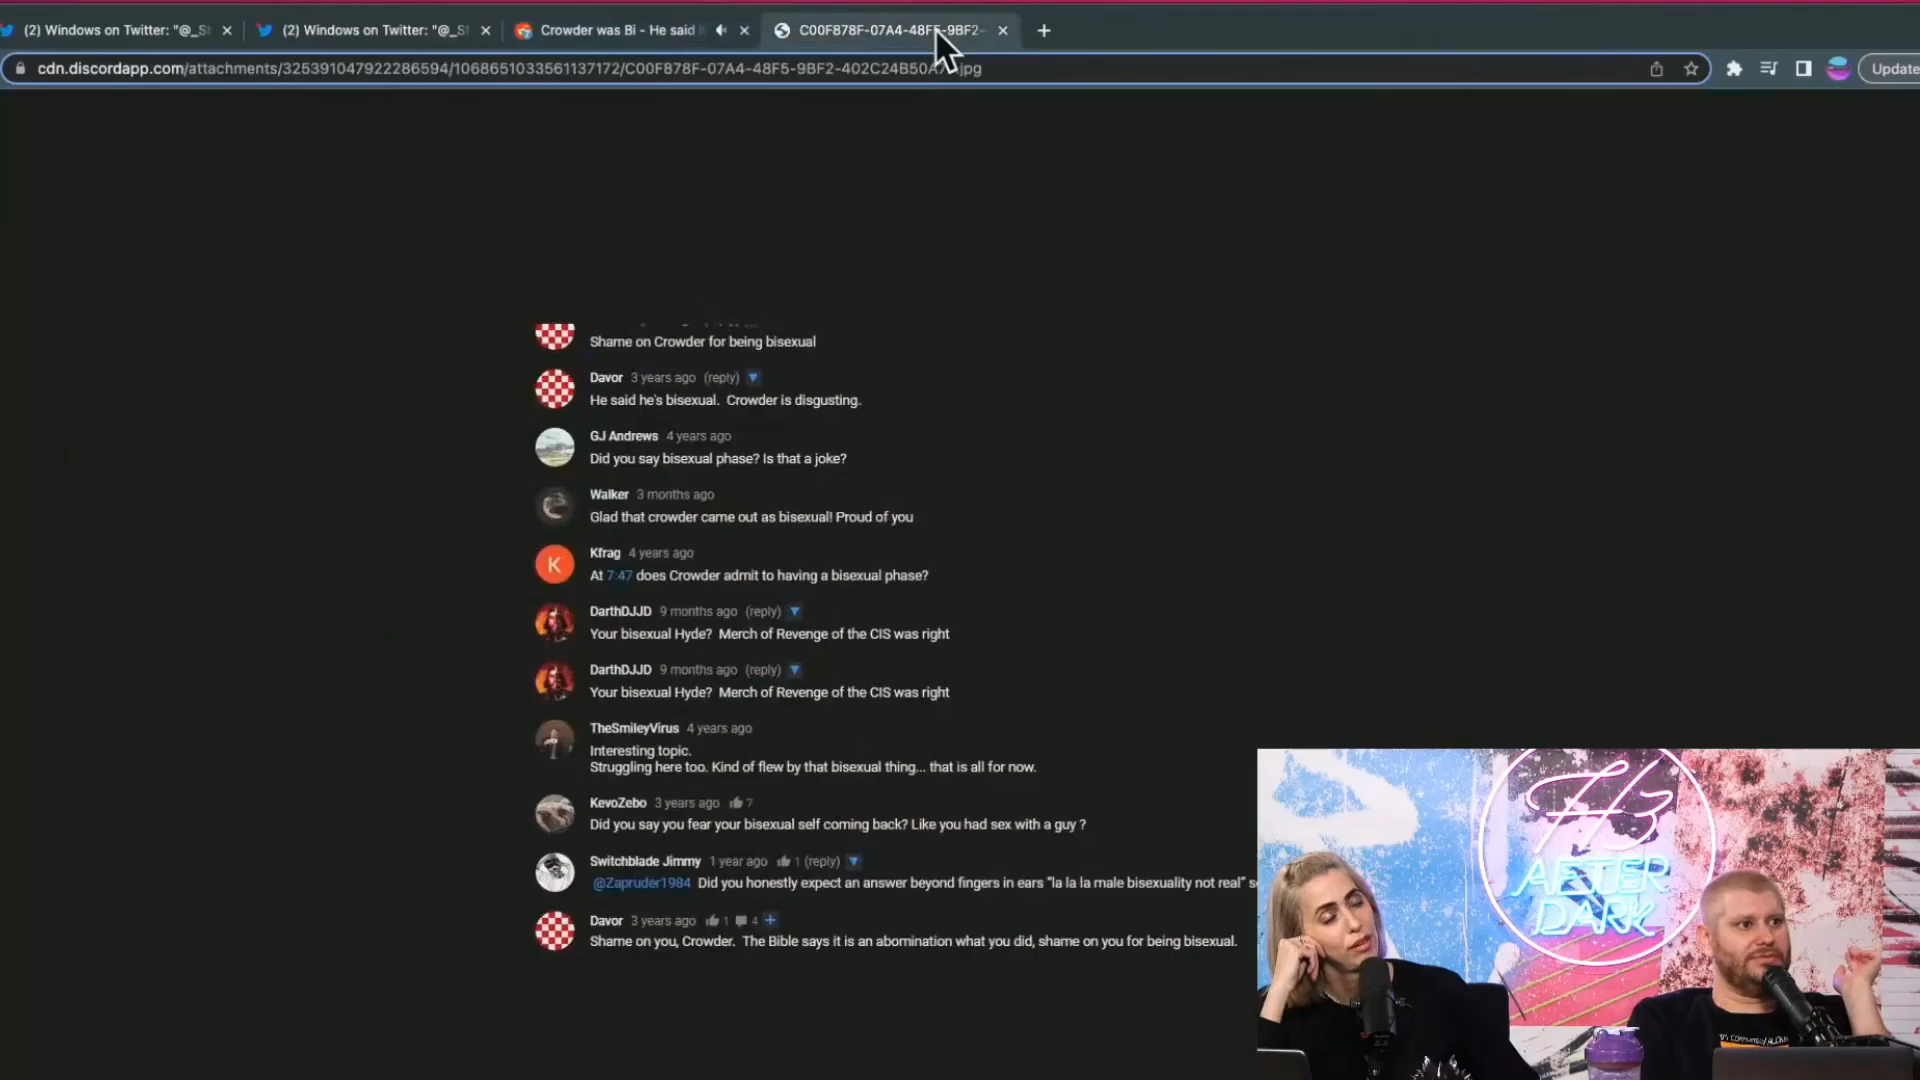 (2) Windows on Twitter: "@_S
(2) Windows on Twitter: "@_S
Crowder was Bi - He said
C00F878F-07A4-48F5-9BF2-
cdn.discordapp.com/attachments/325391047922286594/1068651033561137172/C00F878F-07A4-48F5-9BF2-402C24B50A jpg
Update
Shame on Crowder for being bisexual
Davor 3 years ago (reply)
He said he's bisexual. Crowder is disgusting.
GJ Andrews 4 years ago
Did you say bisexual phase? Is that a joke?
Walker 3 months ago
Glad that crowder came out as bisexual! Proud of you
K
Kfrag 4 years ago
At 7:47 does Crowder admit to having a bisexual phase?
DarthDJJD 9 months ago (reply)
Your bisexual Hyde? Merch of Revenge of the CIS was right
DarthDJJD 9 months ago (reply)
Your bisexual Hyde? Merch of Revenge of the CIS was right
TheSmileyVirus 4 years ago
Interesting topic.
Struggling here too. Kind of flew by that bisexual thing... that is all for now.
KevoZebo 3 years ago 7
Did you say you fear your bisexual self coming back? Like you had sex with a guy ?
Switchblade Jimmy 1 year ago 1 (reply)
@Zapruder1984 Did you honestly expect an answer beyond fingers in ears "la la la male bisexuality not real" s
Davor 3 years ago 1 4 +
Shame on you, Crowder. The Bible says it is an abomination what you did, shame on you for being bisexual.
H3
AFTER
DARK